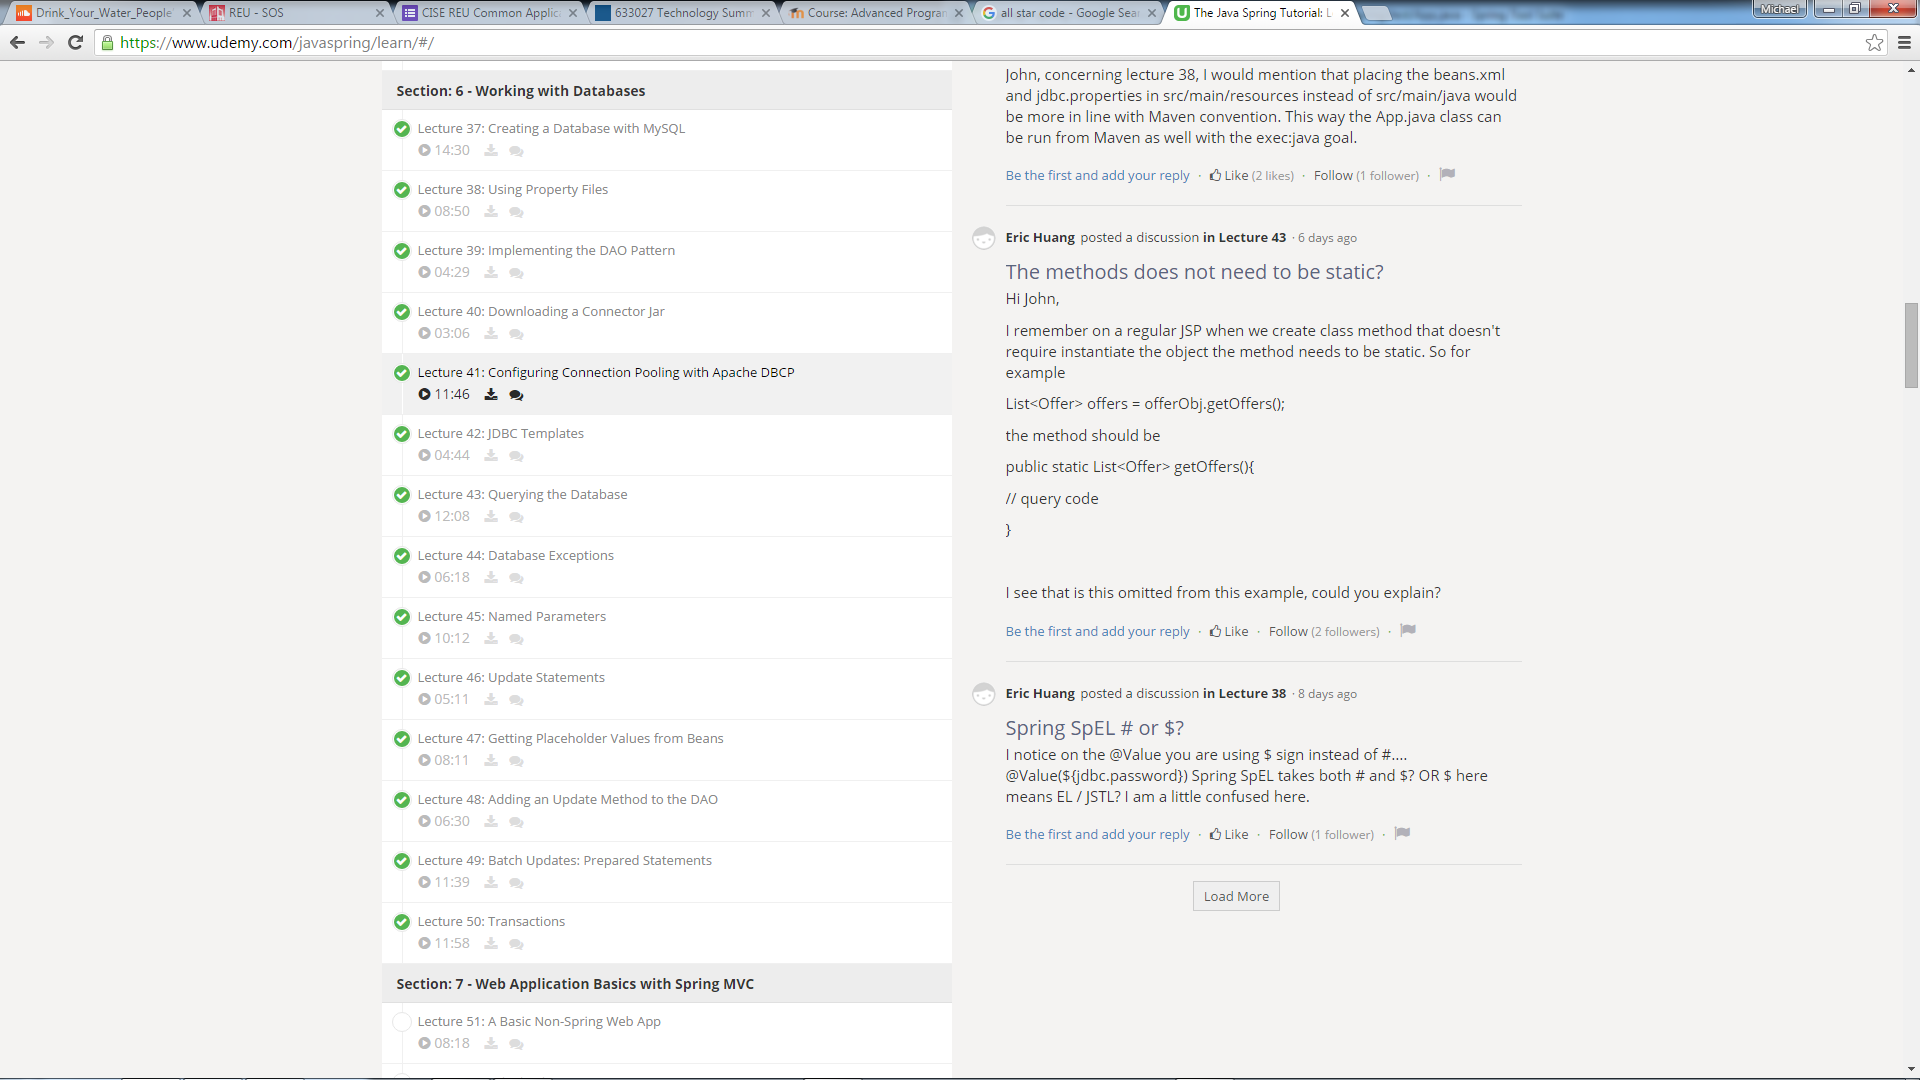 Drink_Your_Water_People
REU - SOS
CISE REU Common Applic
633027 Technology Summ
Course: Advanced Program
all star code - Google Sear
The Java Spring Tutorial: L
Michael
https://www.udemy.com/javaspring/learn/#/
Section: 6 - Working with Databases
Lecture 37: Creating a Database with MySQL
14:30
Lecture 38: Using Property Files
08:50
Lecture 39: Implementing the DAO Pattern
04:29
Lecture 40: Downloading a Connector Jar
03:06
Lecture 41: Configuring Connection Pooling with Apache DBCP
11:46
Lecture 42: JDBC Templates
04:44
Lecture 43: Querying the Database
12:08
Lecture 44: Database Exceptions
06:18
Lecture 45: Named Parameters
10:12
Lecture 46: Update Statements
05:11
Lecture 47: Getting Placeholder Values from Beans
08:11
Lecture 48: Adding an Update Method to the DAO
06:30
Lecture 49: Batch Updates: Prepared Statements
11:39
Lecture 50: Transactions
11:58
Section: 7 - Web Application Basics with Spring MVC
Lecture 51: A Basic Non-Spring Web App
08:18
John, concerning lecture 38, I would mention that placing the beans.xml
and jdbc.properties in src/main/resources instead of src/main/java would
be more in line with Maven convention. This way the App.java class can
be run from Maven as well with the exec:java goal.
Be the first and add your reply · Like (2 likes) · Follow (1 follower) ·
Eric Huang posted a discussion in Lecture 43 · 6 days ago
The methods does not need to be static?
Hi John,
I remember on a regular JSP when we create class method that doesn't
require instantiate the object the method needs to be static. So for
example
List<Offer> offers = offerObj.getOffers();
the method should be
public static List<Offer> getOffers(){
// query code
}
I see that is this omitted from this example, could you explain?
Be the first and add your reply · Like · Follow (2 followers) ·
Eric Huang posted a discussion in Lecture 38 · 8 days ago
Spring SpEL # or $?
I notice on the @Value you are using $ sign instead of #....
@Value(${jdbc.password}) Spring SpEL takes both # and $? OR $ here
means EL / JSTL? I am a little confused here.
Be the first and add your reply · Like · Follow (1 follower) ·
Load More